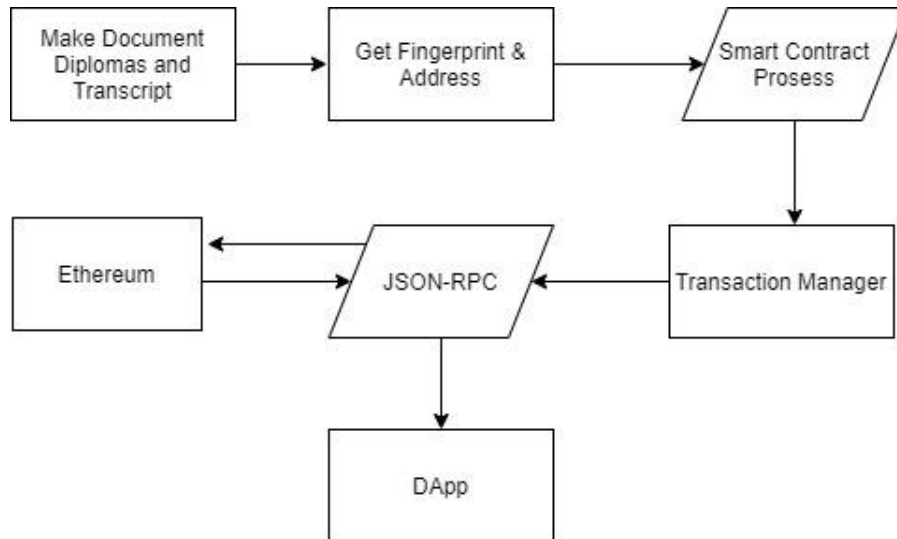 Make Document
Diplomas and
Transcript
Get Fingerprint &
Address
Smart Contract
Prosess
Ethereum
JSON-RPC
Transaction Manager
DApp